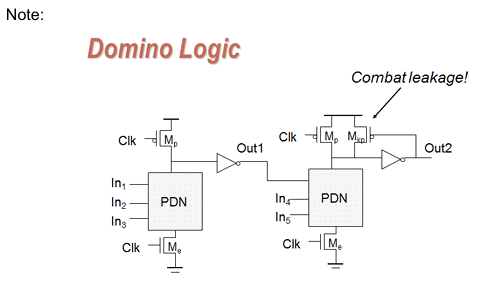 Note:
Domino Logic
Combat leakage!
Clk
Mp
Out1
Clk
Mp
Mkp
Out2
In1
In2
In3
PDN
In4
In5
PDN
Clk
Me
Clk
Me